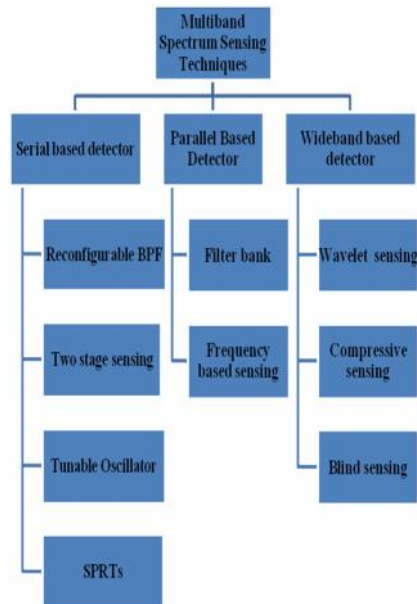 Multiband
Spectrum Sensing
Techniques
Serial based detector
Parallel Based
Detector
Wideband based
detector
Reconfigurable BPF
Filter bank
Wavelet sensing
Two stage sensing
Frequency
based sensing
Compressive
sensing
Tunable Oscillator
Blind sensing
SPRTs